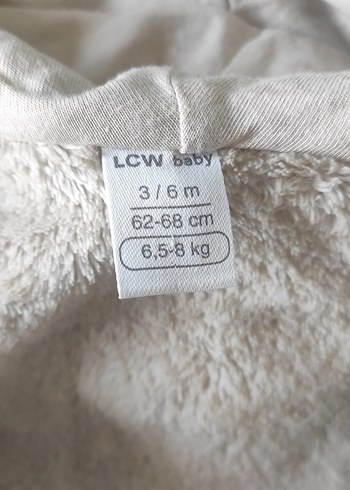 LCW baby
3 / 6 m
62-68 cm
6,5-8 kg